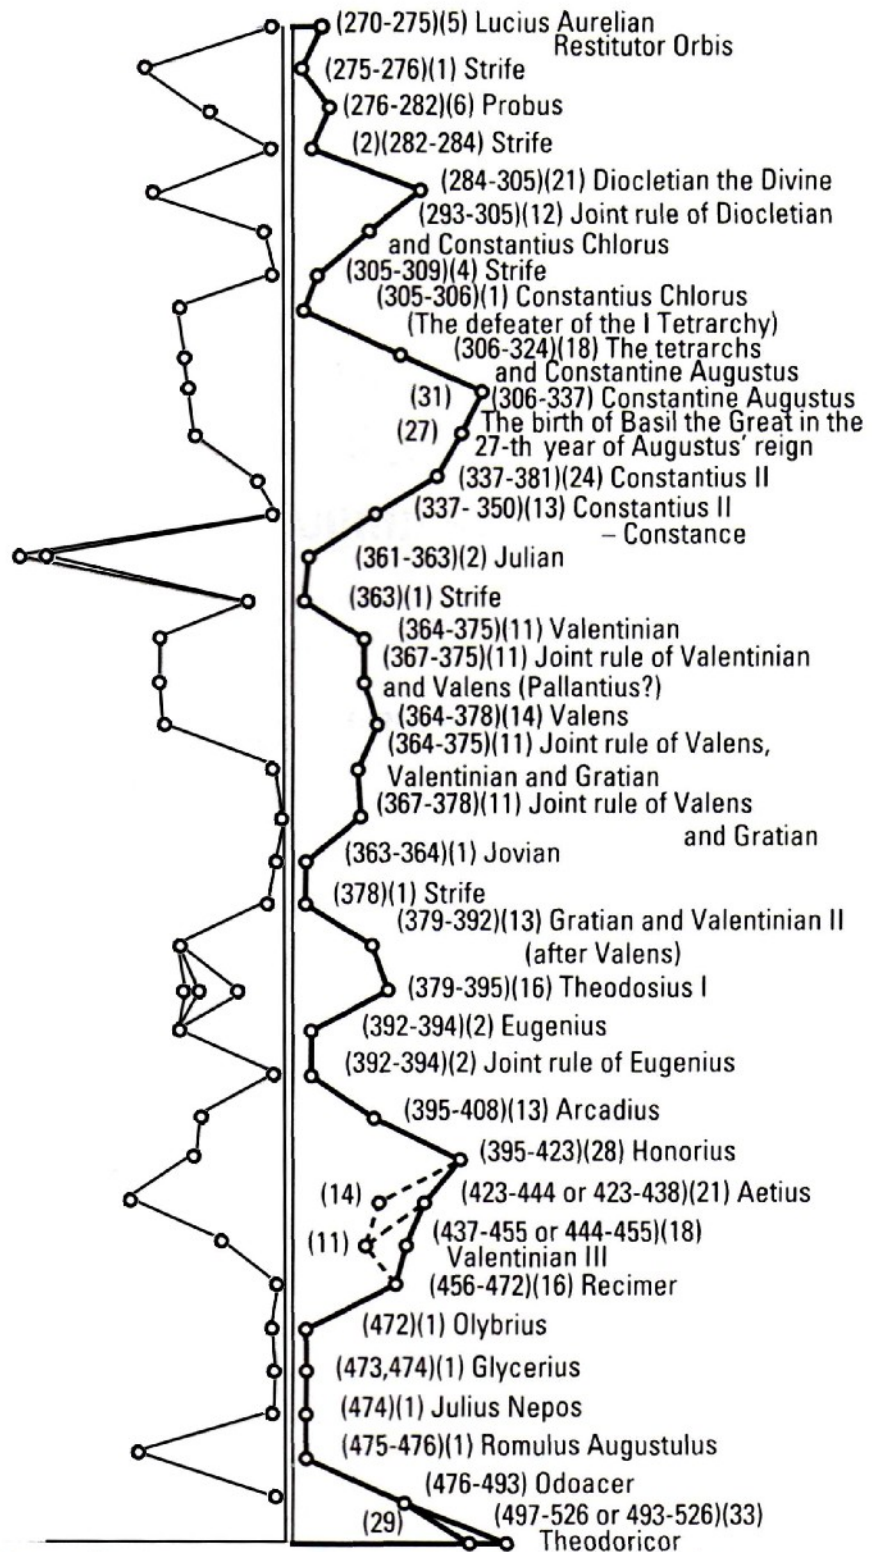 (270-275)(5) Lucius Aurelian
Restitutor Orbis
(275-276)(1) Strife
(276-282)(6) Probus
(2)(282-284) Strife
(284-305)(21) Diocletian the Divine
(293-305)(12) Joint rule of Diocletian
and Constantius Chlorus
(305-309)(4) Strife
(305-306)(1) Constantius Chlorus
(The defeater of the I Tetrarchy)
(306-324)(18) The tetrarchs
and Constantine Augustus
(31) (306-337) Constantine Augustus
(27) The birth of Basil the Great in the
27-th year of Augustus' reign
(337-381)(24) Constantius II
(337- 350)(13) Constantius II
– Constance
(361-363)(2) Julian
(363)(1) Strife
(364-375)(11) Valentinian
(367-375)(11) Joint rule of Valentinian
and Valens (Pallantius?)
(364-378)(14) Valens
(364-375)(11) Joint rule of Valens,
Valentinian and Gratian
(367-378)(11) Joint rule of Valens
and Gratian
(363-364)(1) Jovian
(378)(1) Strife
(379-392)(13) Gratian and Valentinian II
(after Valens)
(379-395)(16) Theodosius I
(392-394)(2) Eugenius
(392-394)(2) Joint rule of Eugenius
(395-408)(13) Arcadius
(395-423)(28) Honorius
(14) (423-444 or 423-438)(21) Aetius
(11) (437-455 or 444-455)(18)
Valentinian III
(456-472)(16) Recimer
(472)(1) Olybrius
(473,474)(1) Glycerius
(474)(1) Julius Nepos
(475-476)(1) Romulus Augustulus
(476-493) Odoacer
(29) (497-526 or 493-526)(33)
Theodoricor